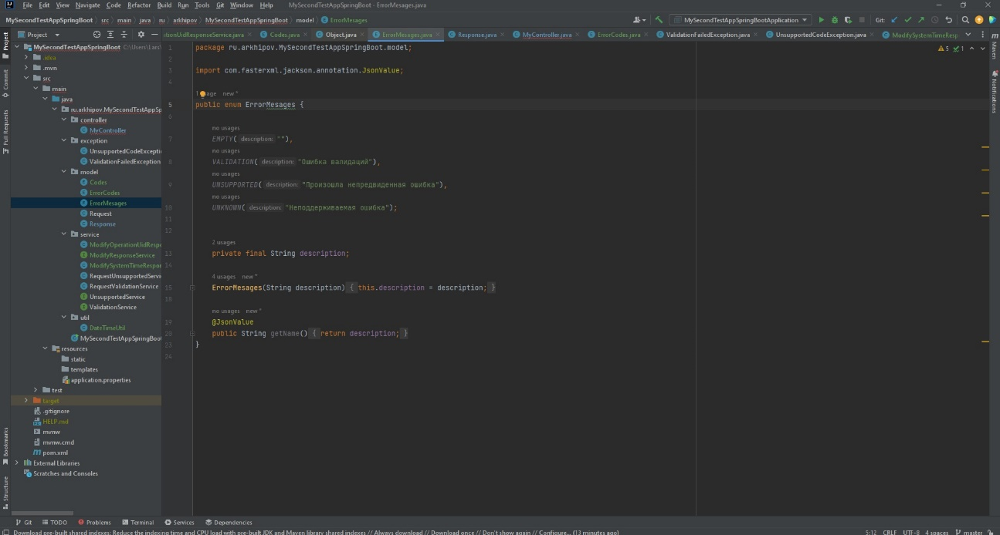 File Edit View Navigate Code Refactor Build Run Tools Git Window Help MySecondTestAppSpringBoot - ErrorMesages.java
MySecondTestAppSpringBoot src main java ru arkhipov MySecondTestAppSpringBoot model ErrorMesages MySecondTestAppSpringBootApplication Git:
Project ationUidResponseService.java Codes.java Object.java ErrorMesages.java Response.java MyController.java ErrorCodes.java ValidationFailedException.java UnsupportedCodeException.java ModifySystemTimeResp
MySecondTestAppSpringBoot C:\Users\Lars
.idea
.mvn
src
main
java
ru.arkhipov.MySecondTestAppSp
controller
MyController
exception
UnsupportedCodeExcepti
ValidationFailedException
model
Codes
ErrorCodes
ErrorMesages
Request
Response
service
ModifyOperationUidRespo
ModifyResponseService
ModifySystemTimeRespon
RequestUnsupportedServi
RequestValidationService
UnsupportedService
ValidationService
util
DateTimeUtil
MySecondTestAppSpringBoot
resources
static
templates
application.properties
test
target
.gitignore
HELP.md
mvnw
mvnw.cmd
pom.xml
External Libraries
Scratches and Consoles
Project
Commit
Pull Requests
Bookmarks
Structure
1 package ru.arkhipov.MySecondTestAppSpringBoot.model;
2
3 import com.fasterxml.jackson.annotation.JsonValue;
4
new *
5 public enum ErrorMesages {
6
no usages
7 EMPTY( description: ""),
no usages
8 VALIDATION( description: "Ошибка валидаций"),
no usages
9 UNSUPPORTED( description: "Произошла непредвиденная ошибка"),
no usages
10 UNKNOWN( description: "Неподдерживаемая ошибка");
11
12
2 usages
13 private final String description;
14
4 usages new *
15 ErrorMesages(String description) { this.description = description; }
18
no usages new *
19 @JsonValue
20 public String getName() { return description; }
23 }
24
5 1
Maven
Notifications
Git TODO Problems Terminal Services Dependencies
Download pre-built shared indexes: Reduce the indexing time and CPU load with pre-built JDK and Maven library shared indexes // Always download // Download once // Don't show again // Configure... (13 minutes ago) 5:12 CRLF UTF-8 4 spaces master